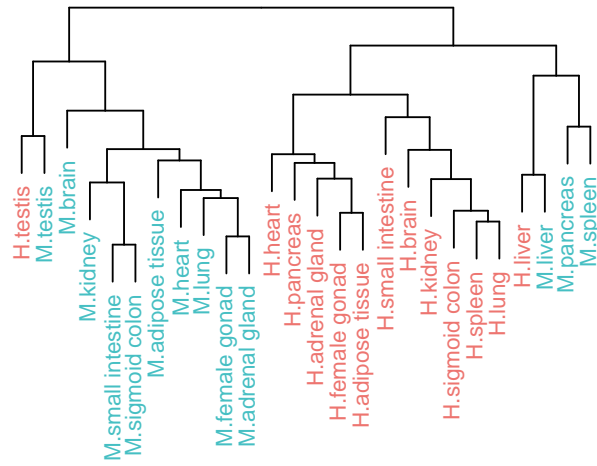 H.testis
M.testis
M.brain
M.kidney
M.small intestine
M.sigmoid colon
M.adipose tissue
M.heart
M.lung
M.female gonad
M.adrenal gland
H.heart
H.pancreas
H.adrenal gland
H.female gonad
H.adipose tissue
H.small intestine
H.brain
H.kidney
H.sigmoid colon
H.spleen
H.lung
H.liver
M.liver
M.pancreas
M.spleen